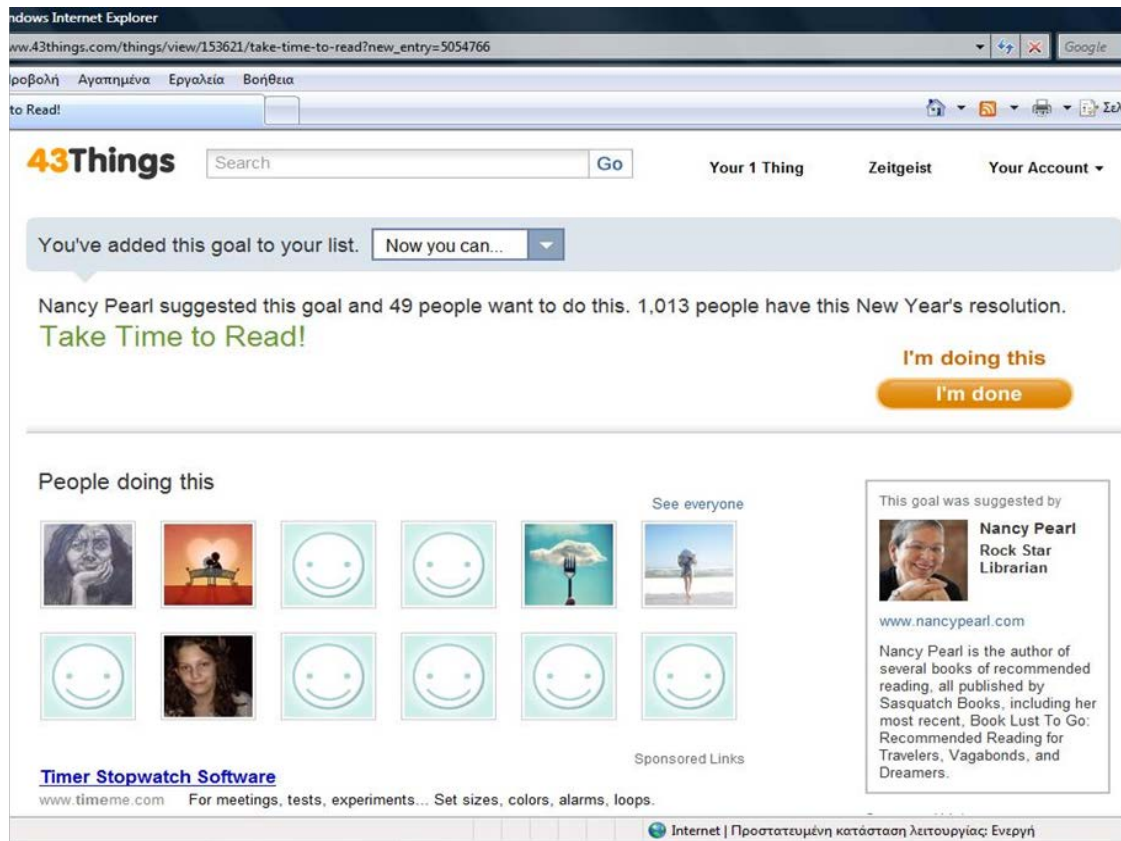 ndows Internet Explorer
ww.43things.com/things/view/153621/take-time-to-read?new_entry=5054766
Google
Προβολή Αγαπημένα Εργαλεία Βοήθεια
to Read!
Σελ
43Things
Search
Go
Your 1 Thing
Zeitgeist
Your Account
You've added this goal to your list.
Now you can...
Nancy Pearl suggested this goal and 49 people want to do this. 1,013 people have this New Year's resolution.
Take Time to Read!
I'm doing this
I'm done
People doing this
See everyone
This goal was suggested by
Nancy Pearl
Rock Star
Librarian
www.nancypearl.com
Nancy Pearl is the author of
several books of recommended
reading, all published by
Sasquatch Books, including her
most recent, Book Lust To Go:
Recommended Reading for
Travelers, Vagabonds, and
Dreamers.
Sponsored Links
Timer Stopwatch Software
www.timeme.com For meetings, tests, experiments... Set sizes, colors, alarms, loops.
Internet | Προστατευμένη κατάσταση λειτουργίας: Ενεργή